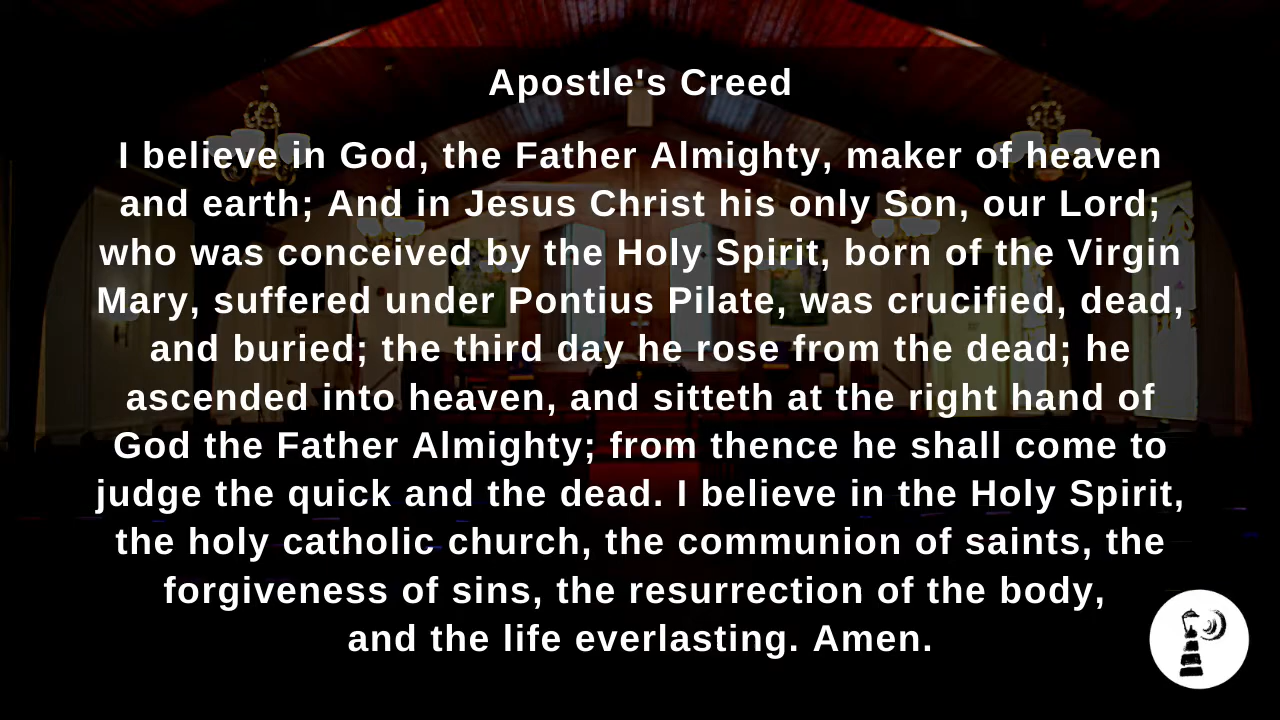 Apostle's Creed
I believe in God, the Father Almighty, maker of heaven
and earth; And in Jesus Christ his only Son, our Lord;
who was conceived by the Holy Spirit, born of the Virgin
Mary, suffered under Pontius Pilate, was crucified, dead,
and buried; the third day he rose from the dead; he
ascended into heaven, and sitteth at the right hand of
God the Father Almighty; from thence he shall come to
judge the quick and the dead. I believe in the Holy Spirit,
the holy catholic church, the communion of saints, the
forgiveness of sins, the resurrection of the body,
and the life everlasting. Amen.